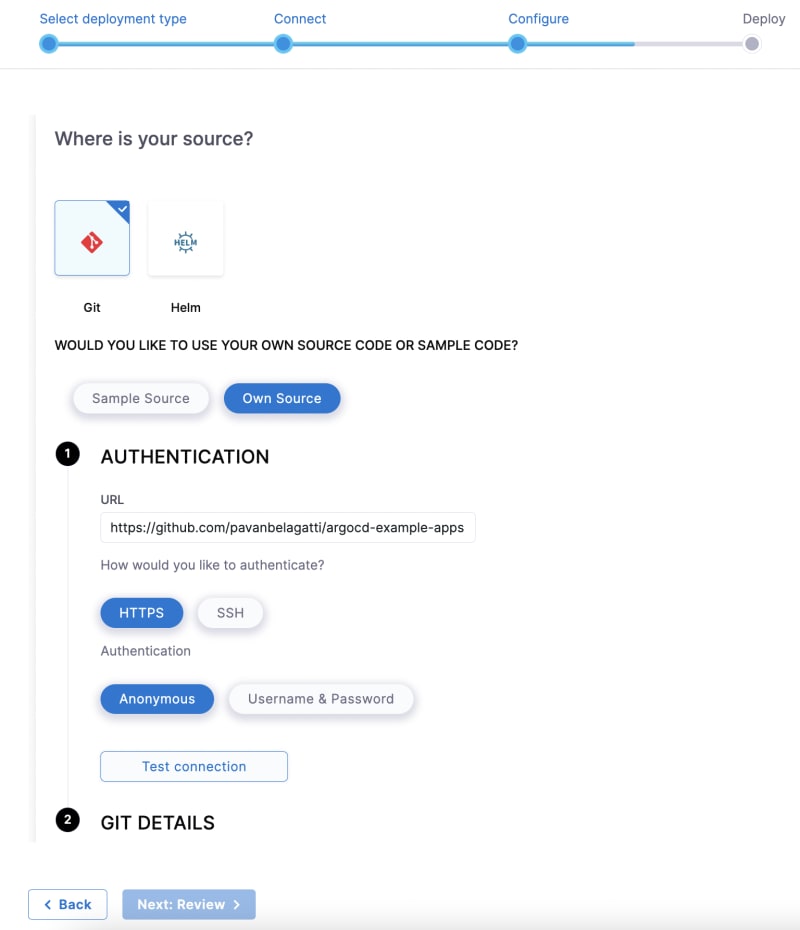 Select deployment type
Connect
Configure
Deploy
Where is your source?
HELM
Git
Helm
WOULD YOU LIKE TO USE YOUR OWN SOURCE CODE OR SAMPLE CODE?
Sample Source
Own Source
1
AUTHENTICATION
URL
https://github.com/pavanbelagatti/argocd-example-apps
How would you like to authenticate?
HTTPS
SSH
Authentication
Anonymous
Username & Password
Test connection
2
GIT DETAILS
Back
Next: Review